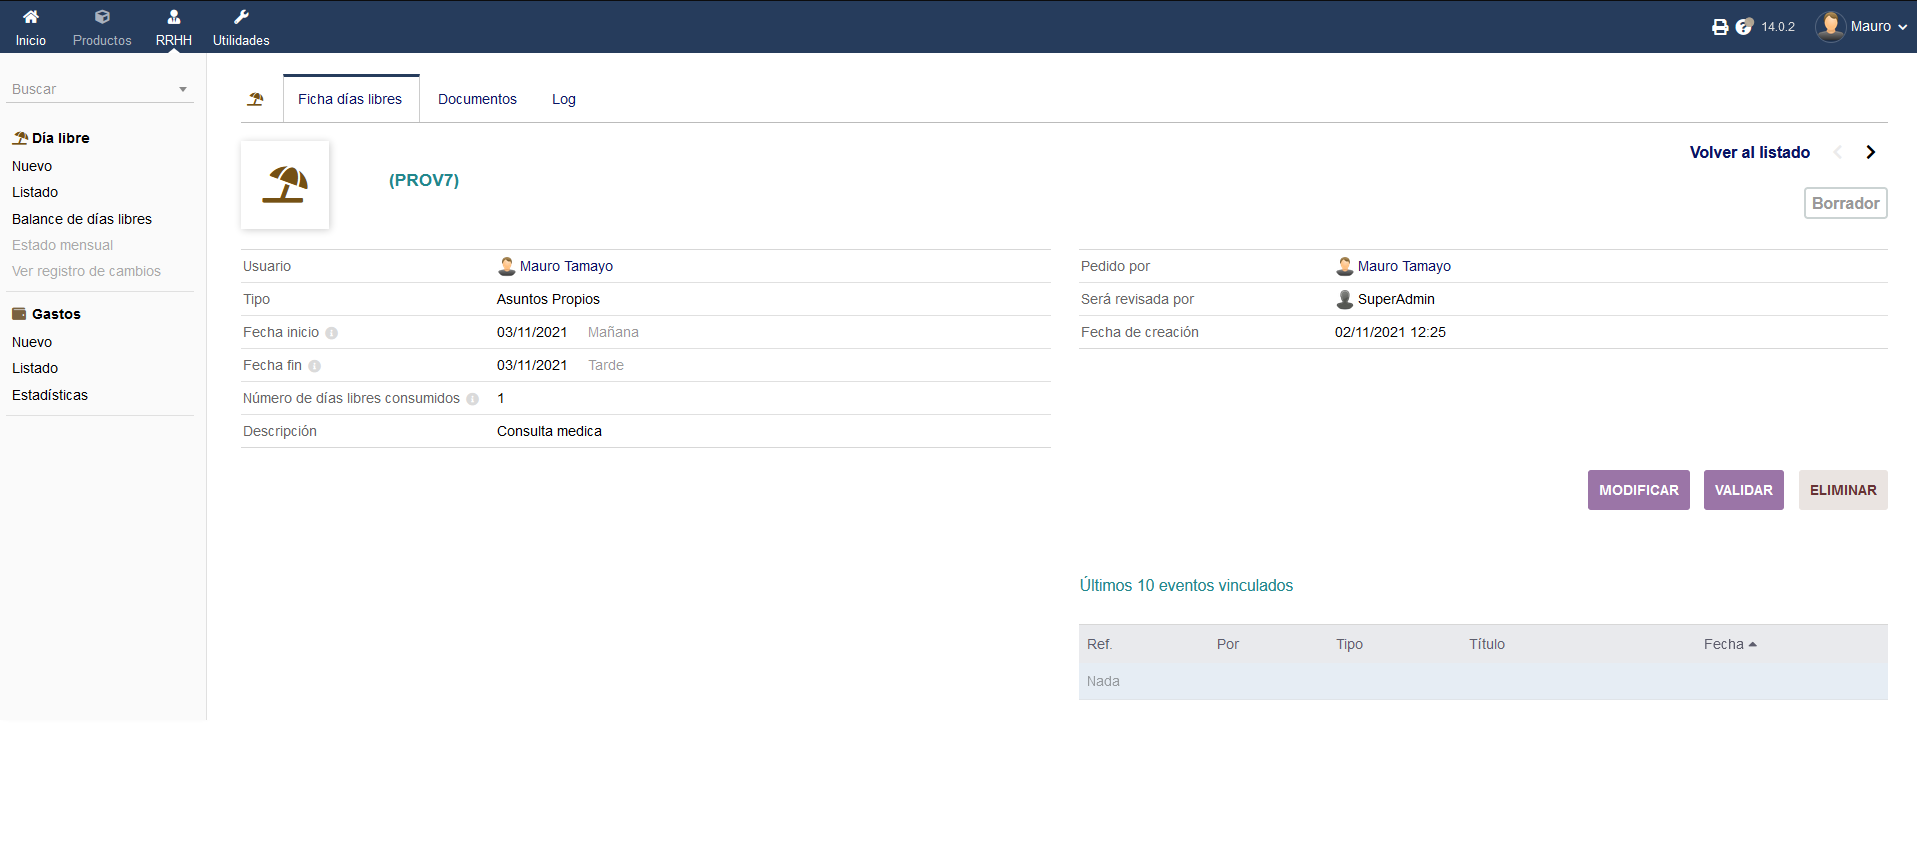 Inicio Productos RRHH Utilidades 14.0.2 Mauro
Buscar
Día libre
Nuevo
Listado
Balance de días libres
Estado mensual
Ver registro de cambios
Gastos
Nuevo
Listado
Estadísticas
Ficha días libres Documentos Log
Volver al listado
(PROV7)
Borrador
Usuario Mauro Tamayo
Tipo Asuntos Propios
Fecha inicio 03/11/2021 Mañana
Fecha fin 03/11/2021 Tarde
Número de días libres consumidos 1
Descripción Consulta medica
Pedido por Mauro Tamayo
Será revisada por SuperAdmin
Fecha de creación 02/11/2021 12:25
MODIFICAR VALIDAR ELIMINAR
Últimos 10 eventos vinculados
Ref. Por Tipo Título Fecha
Nada